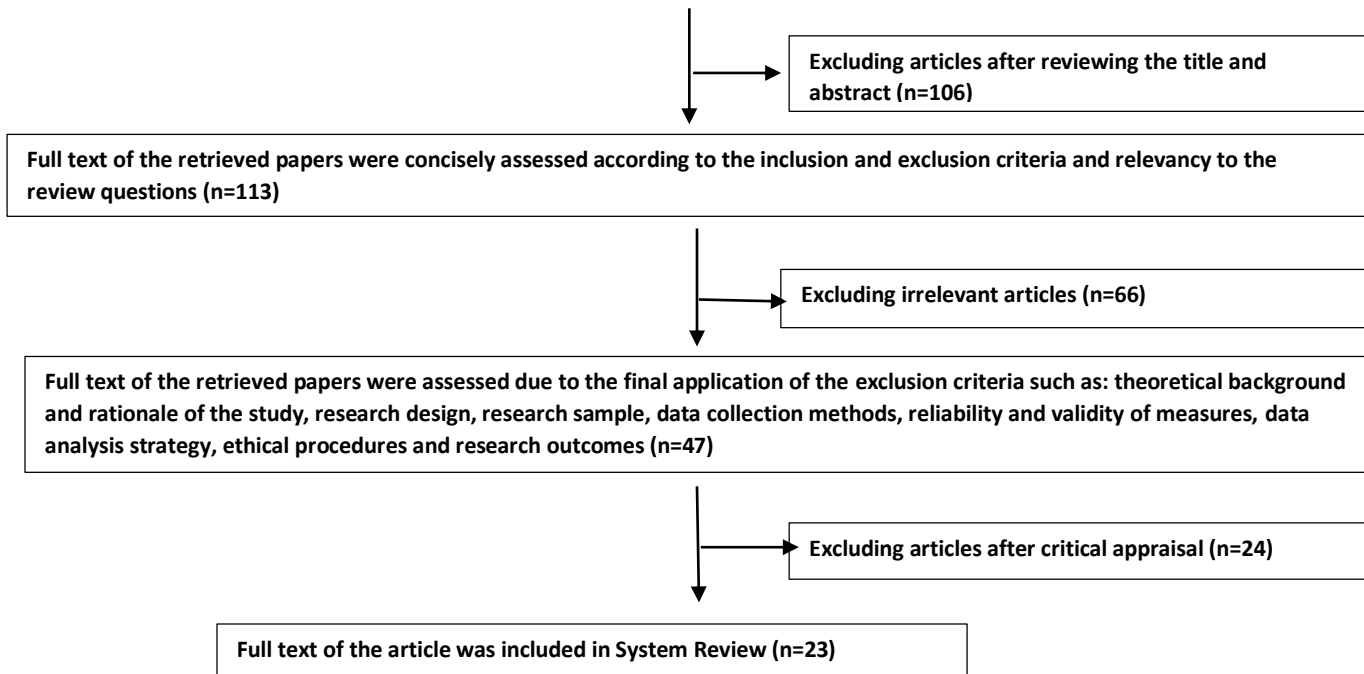 Excluding articles after reviewing the title and
abstract (n=106)
Full text of the retrieved papers were concisely assessed according to the inclusion and exclusion criteria and relevancy to the
review questions (n=113)
Excluding irrelevant articles (n=66)
Full text of the retrieved papers were assessed due to the final application of the exclusion criteria such as: theoretical background
and rationale of the study, research design, research sample, data collection methods, reliability and validity of measures, data
analysis strategy, ethical procedures and research outcomes (n=47)
Excluding articles after critical appraisal (n=24)
Full text of the article was included in System Review (n=23)